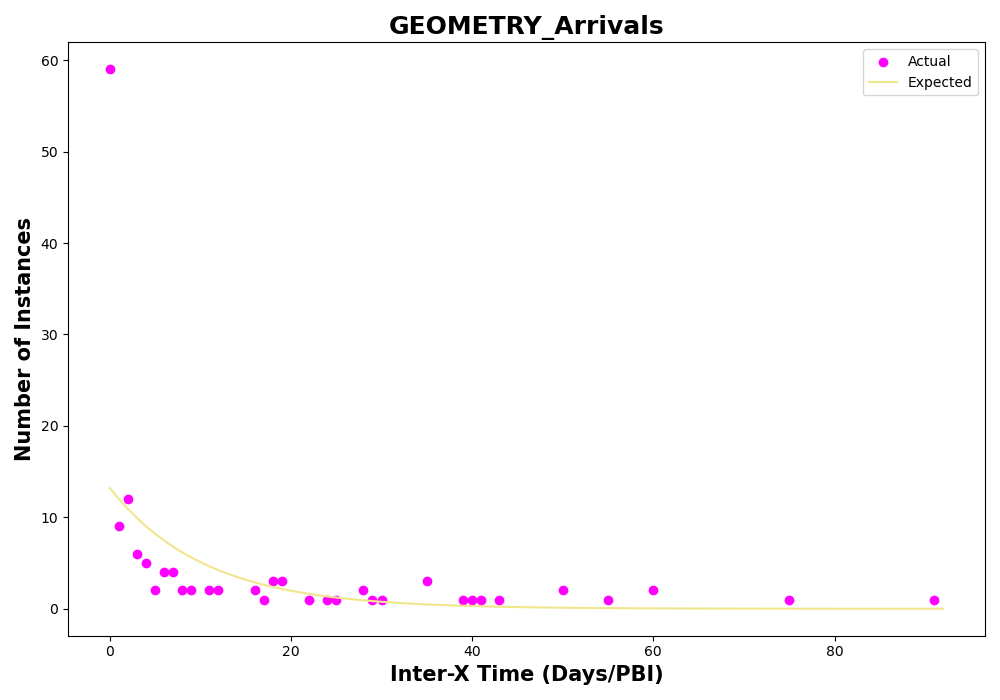 GEOMETRY_Arrivals
Actual
Expected
60
50
40
30
20
10
0
Number of Instances
0 20 40 60 80
Inter-X Time (Days/PBI)